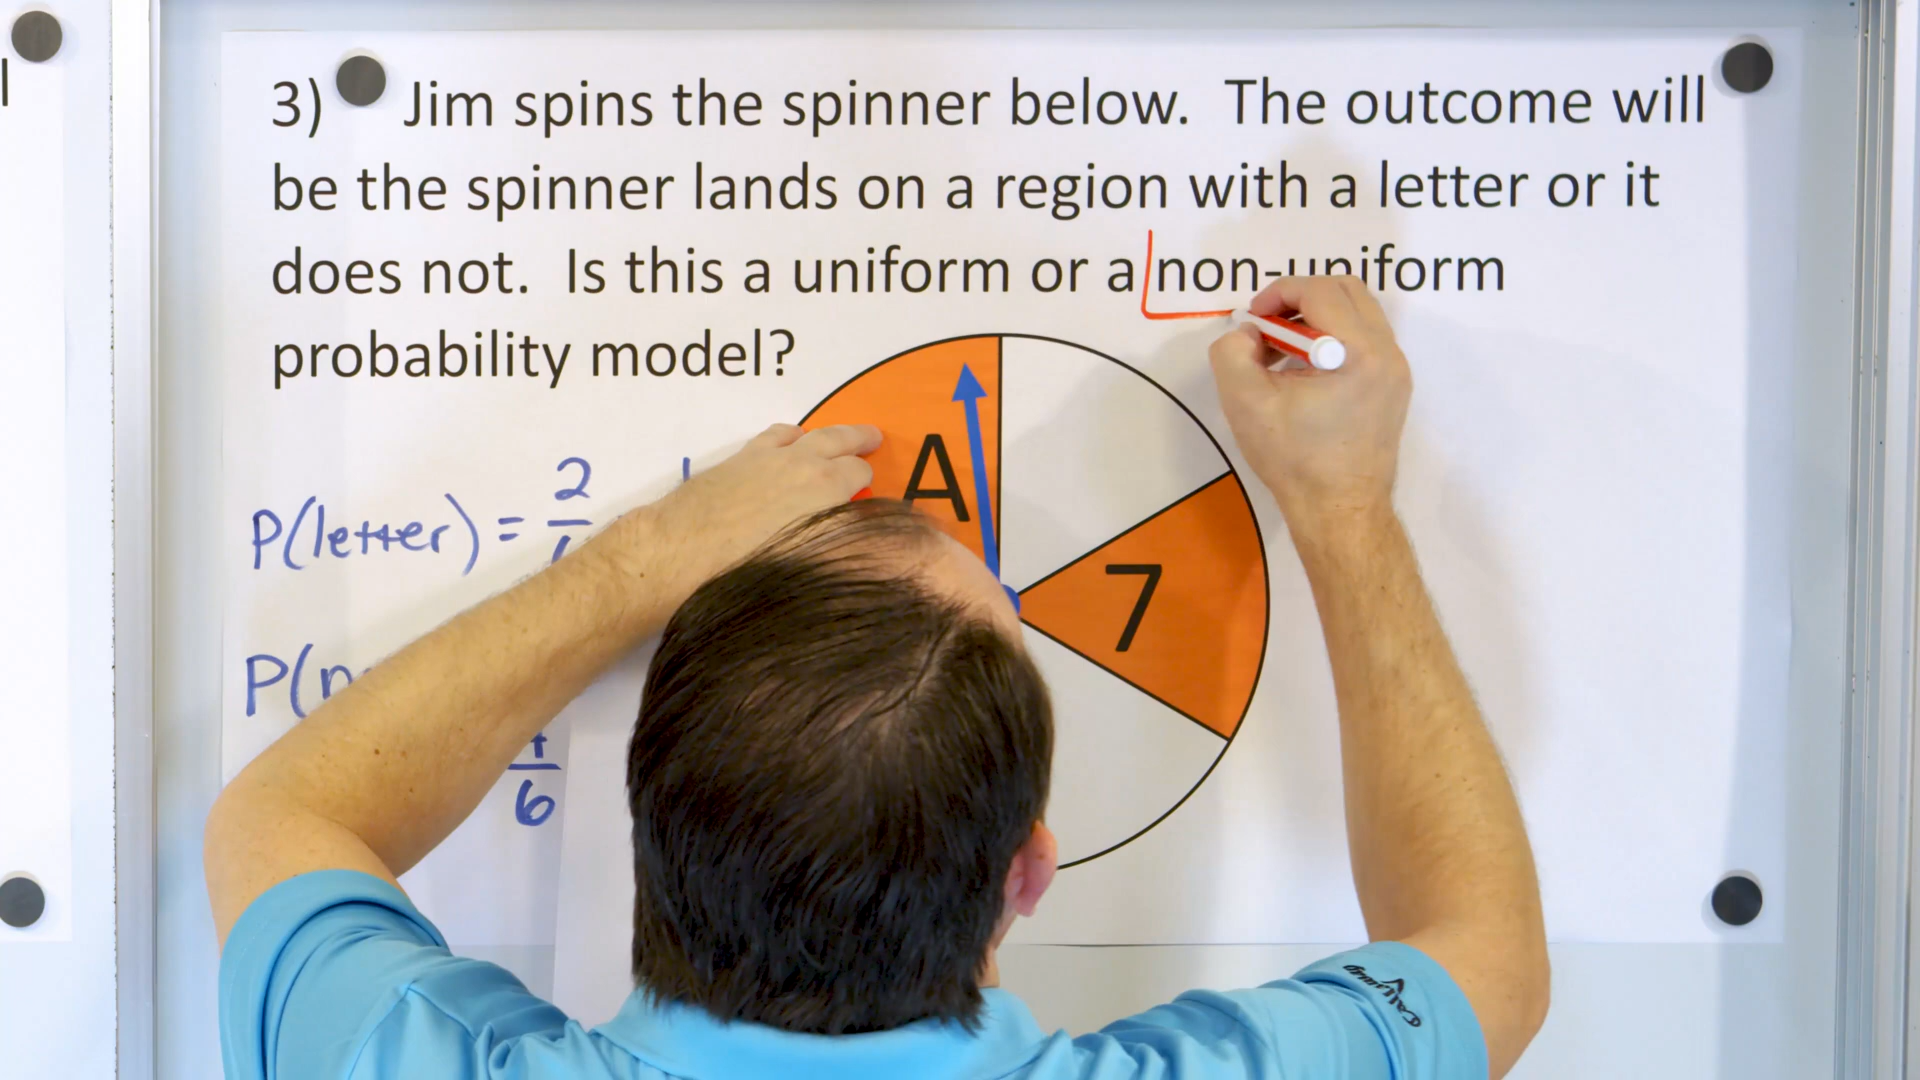 3) Jim spins the spinner below. The outcome will
be the spinner lands on a region with a letter or it
does not. Is this a uniform or a non-uniform
probability model?
A
7
P(letter) = 2
P(n
6
Callaway